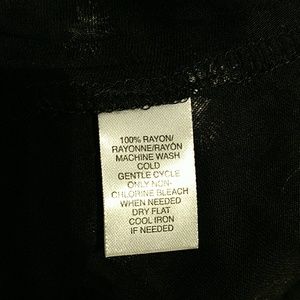 100% RAYON/
RAYONNE/RAYÓN
MACHINE WASH
COLD
GENTLE CYCLE
ONLY NON-
CHLORINE BLEACH
WHEN NEEDED
DRY FLAT
COOL IRON
IF NEEDED